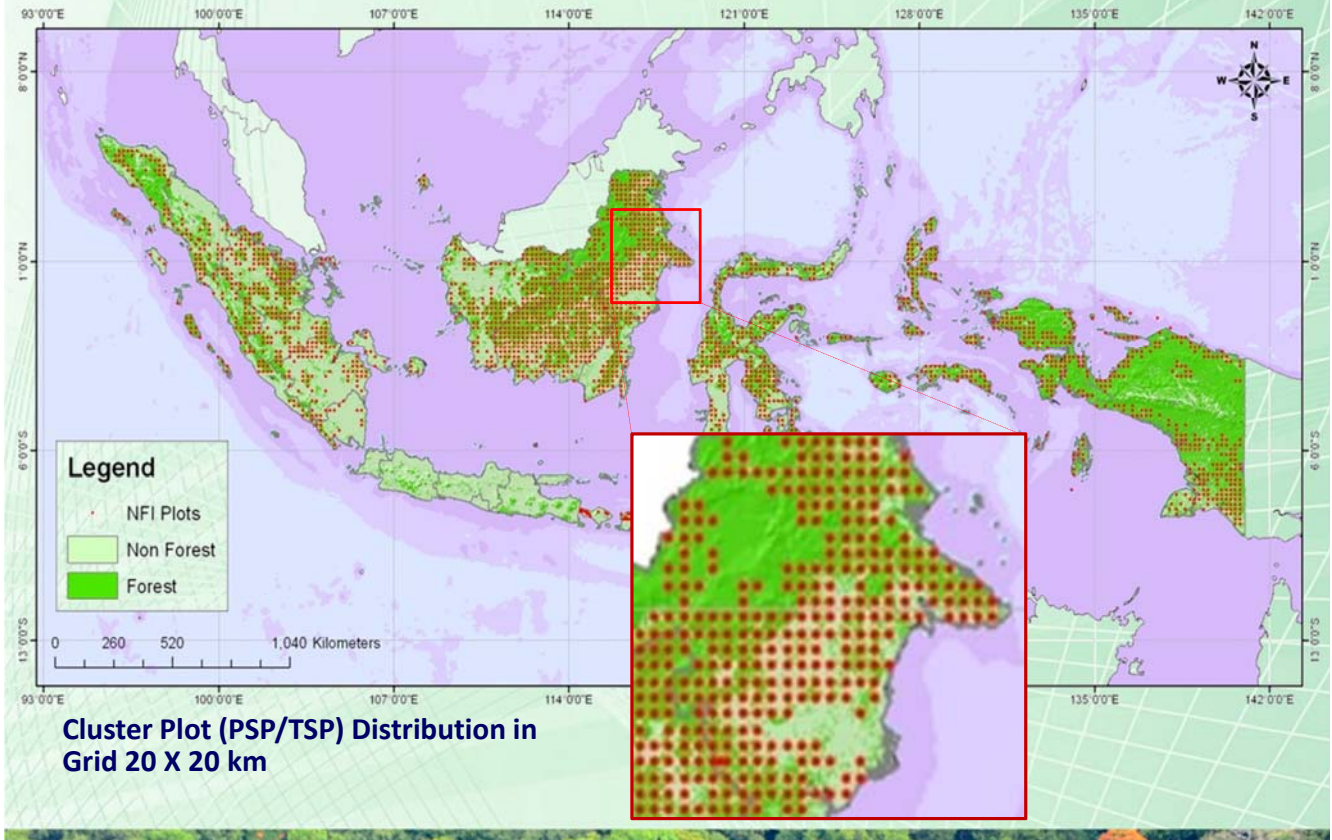 93°0'0"E 100°0'0"E 107°0'0"E 114°0'0"E 121°0'0"E 128°0'0"E 135°0'0"E 142°0'0"E
N
W E
S
8°0'0"N 8°0'0"N
1°0'0"N 1°0'0"N
6°0'0"S 6°0'0"S
Legend
NFI Plots
Non Forest
Forest
0 260 520 1,040 Kilometers
13°0'0"S 13°0'0"S
93°0'0"E 100°0'0"E 107°0'0"E 114°0'0"E 135°0'0"E 142°0'0"E
Cluster Plot (PSP/TSP) Distribution in
Grid 20 X 20 km